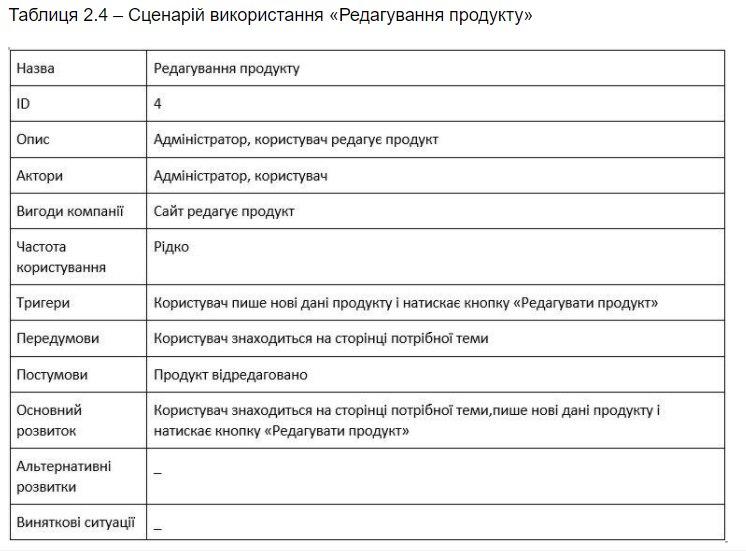 Таблиця 2.4 – Сценарій використання «Редагування продукту»
Назва Редагування продукту
ID 4
Опис Адміністратор, користувач редагує продукт
Актори Адміністратор, користувач
Вигоди компанії Сайт редагує продукт
Частота Рідко
користування
Тригери Користувач пише нові дані продукту і натискає кнопку «Редагувати продукт»
Передумови Користувач знаходиться на сторінці потрібної теми
Постумови Продукт відредаговано
Основний Користувач знаходиться на сторінці потрібної теми,пише нові дані продукту і
розвиток натискає кнопку «Редагувати продукт»
Альтернативні _
розвитки
Виняткові ситуації _